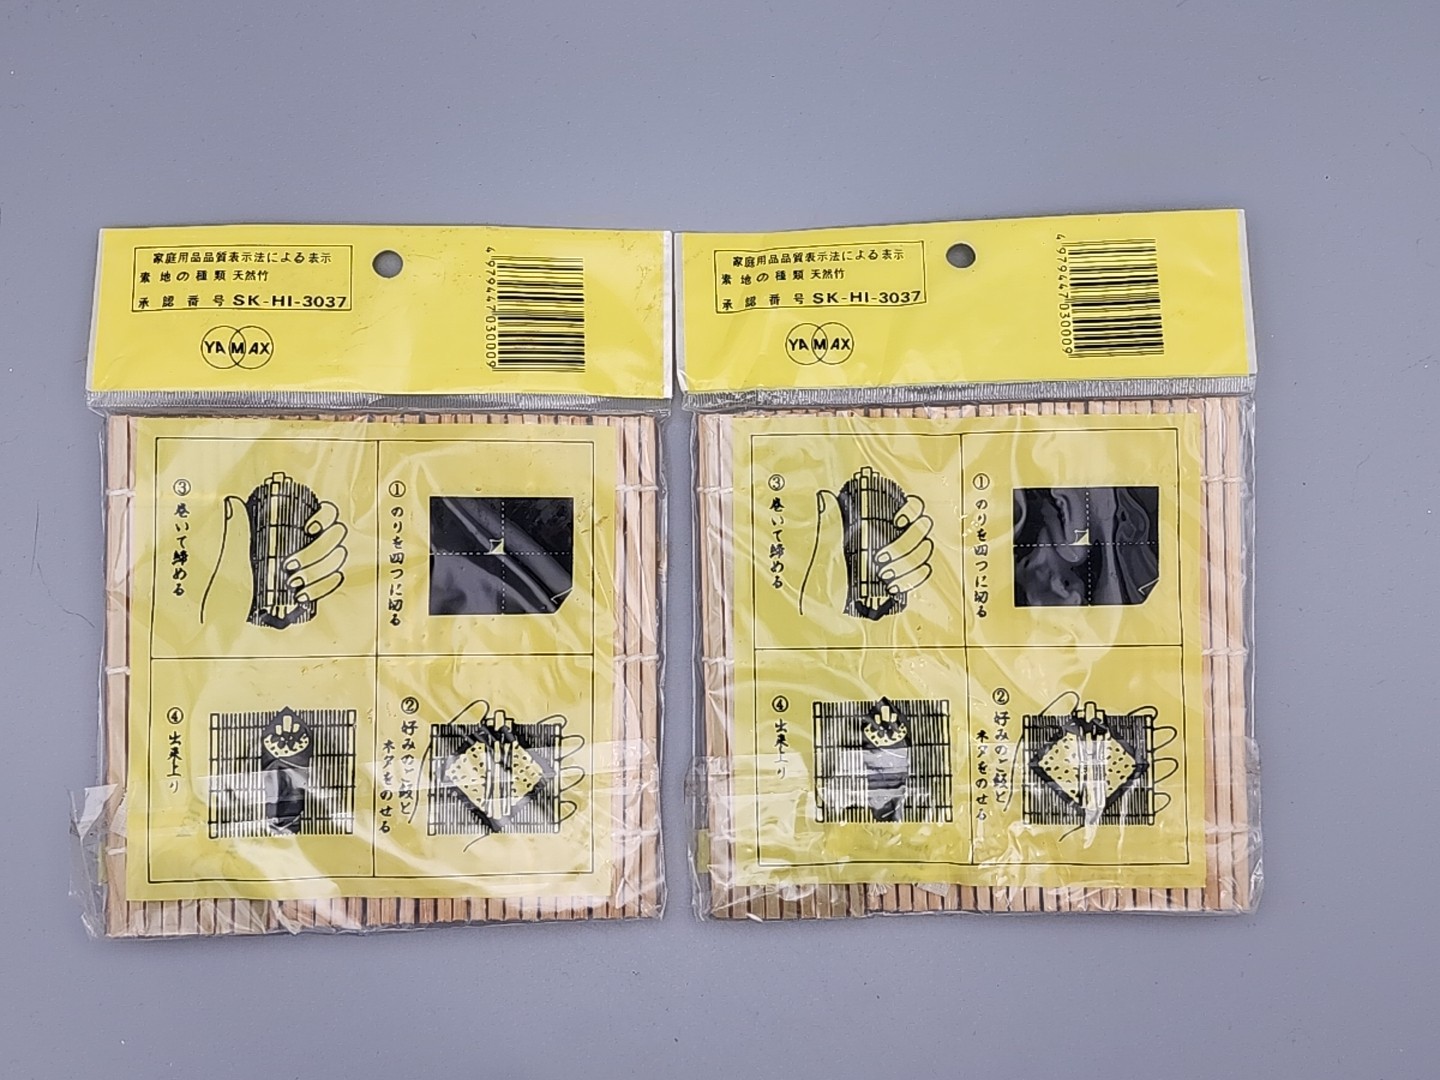 家庭用品品質表示法による表示
素地の種類 天然竹
承認番号 SK-HI-3037
YAMAX
4979447030009
①のりを四つに切る
②好みのご飯と
ネタをのせる
③巻いて締める
④出来上り
家庭用品品質表示法による表示
素地の種類 天然竹
承認番号 SK-HI-3037
YAMAX
4979447030009
①のりを四つに切る
②好みのご飯と
ネタをのせる
③巻いて締める
④出来上り